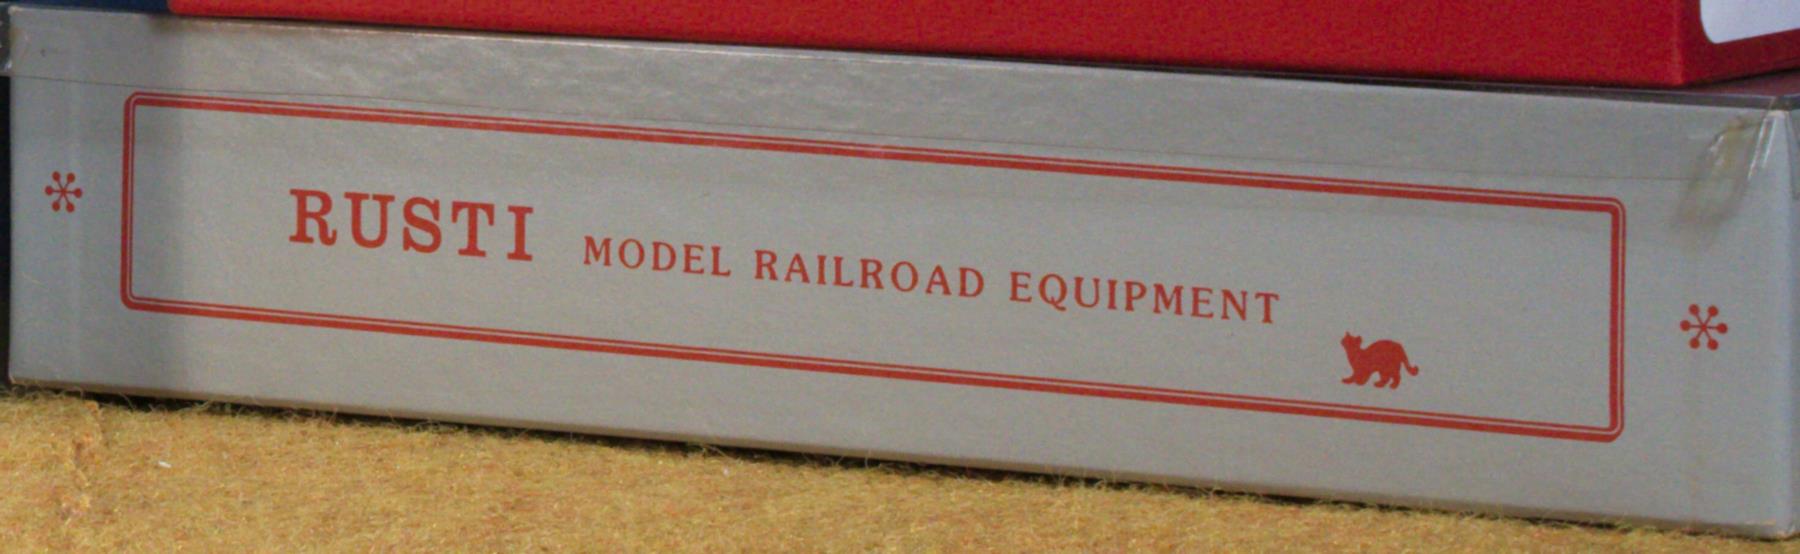 RUSTI MODEL RAILROAD EQUIPMENT